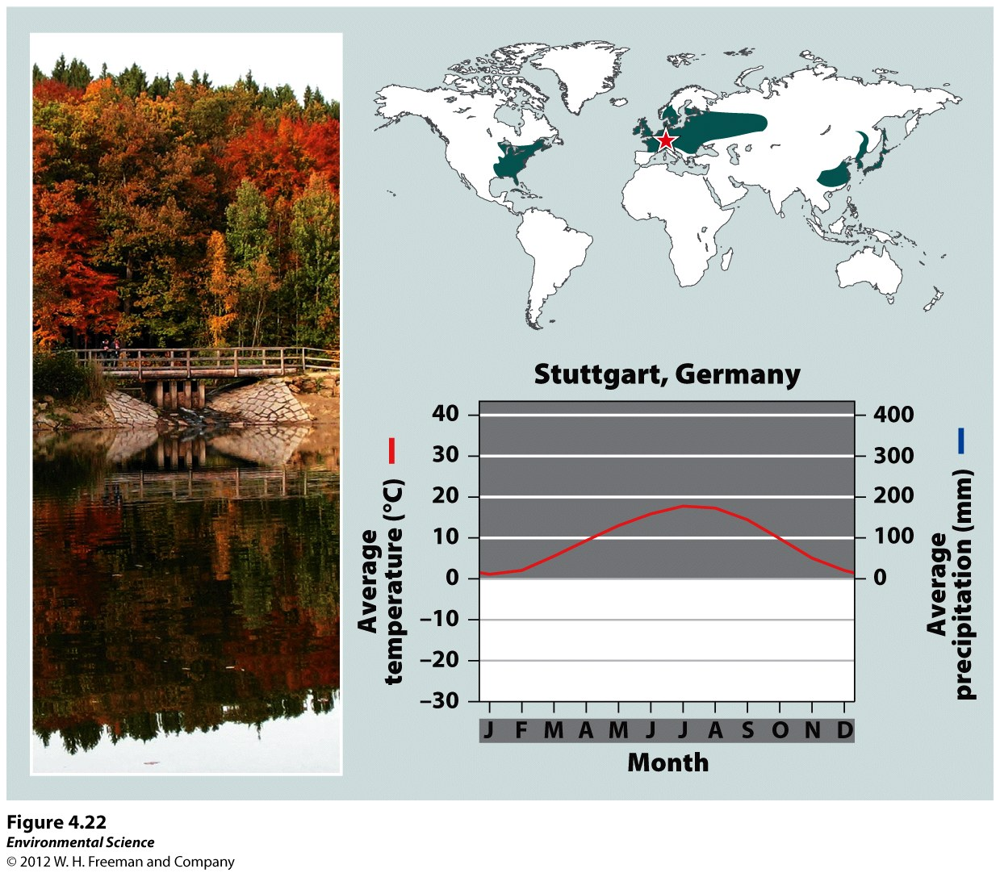 Stuttgart, Germany
40
30
20
10
0
–10
–20
–30
Average
temperature (°C)
400
300
200
100
0
Average
precipitation (mm)
J F M A M J J A S O N D
Month
Figure 4.22
Environmental Science
© 2012 W. H. Freeman and Company